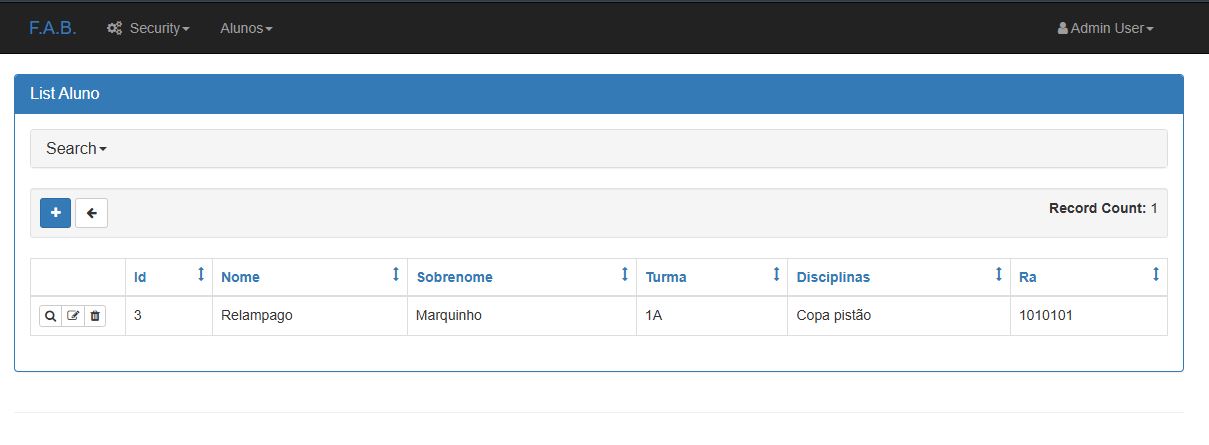 F.A.B. Security Alunos Admin User
List Aluno
Search
Record Count: 1
Id Nome Sobrenome Turma Disciplinas Ra
3 Relampago Marquinho 1A Copa pistão 1010101